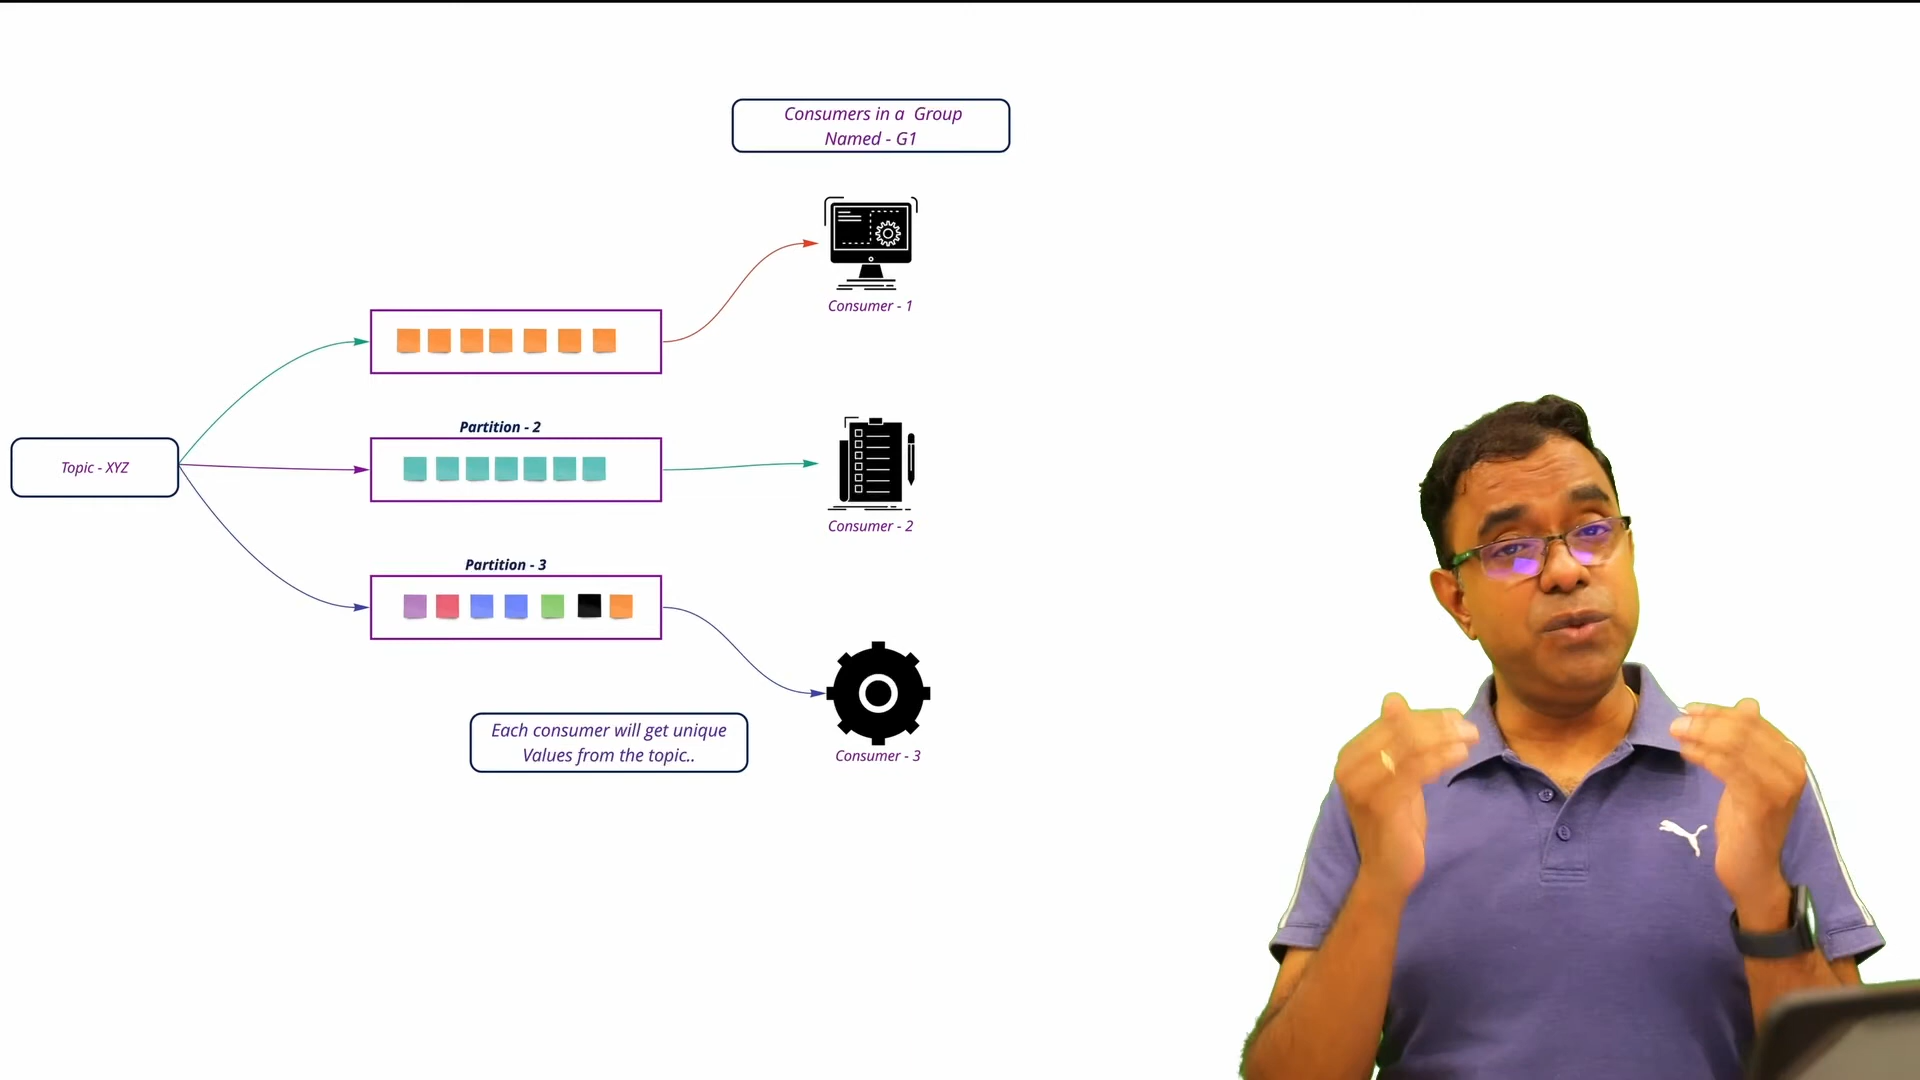 Consumers in a Group
Named - G1
Consumer - 1
Topic - XYZ
Partition - 2
Consumer - 2
Partition - 3
Each consumer will get unique
Values from the topic..
Consumer - 3